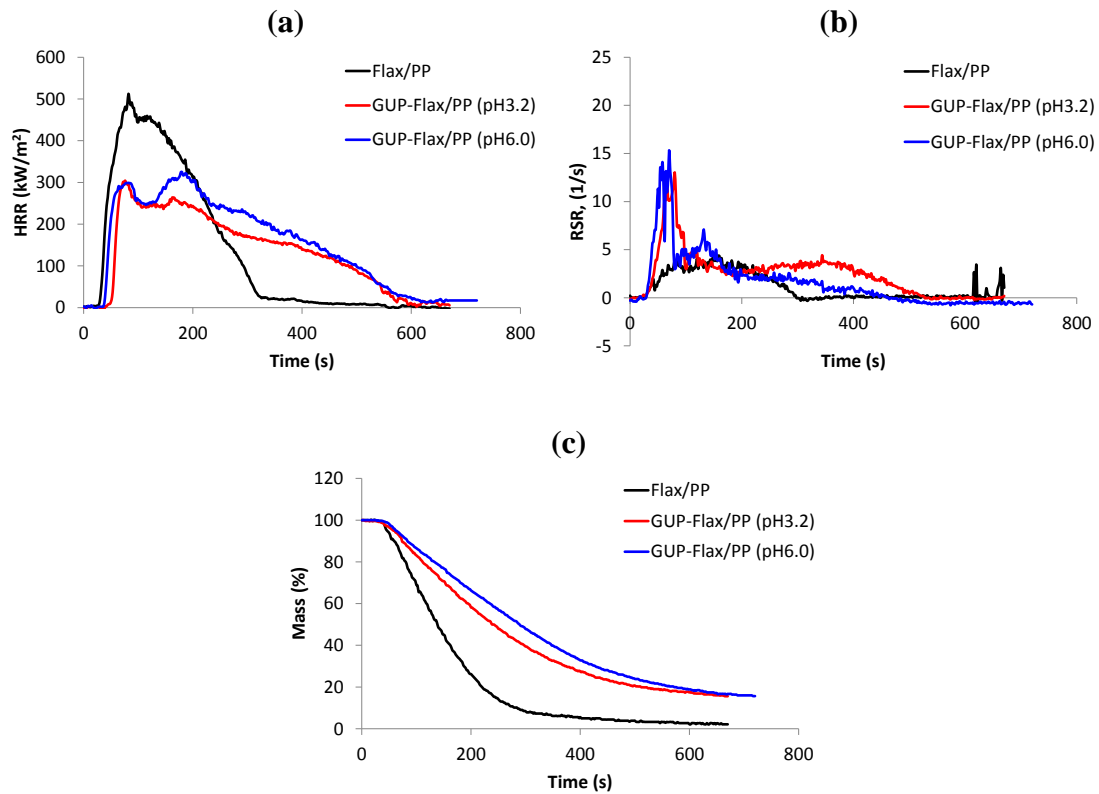 (a)
600
500
400
300
200
100
0
HRR (kW/m²)
0 200 400 600 800
Time (s)
Flax/PP
GUP-Flax/PP (pH3.2)
GUP-Flax/PP (pH6.0)
(b)
25
20
15
10
5
0
-5
RSR, (1/s)
0 200 400 600 800
Time (s)
Flax/PP
GUP-Flax/PP (pH3.2)
GUP-Flax/PP (pH6.0)
(c)
120
100
80
60
40
20
0
Mass (%)
0 200 400 600 800
Time (s)
Flax/PP
GUP-Flax/PP (pH3.2)
GUP-Flax/PP (pH6.0)